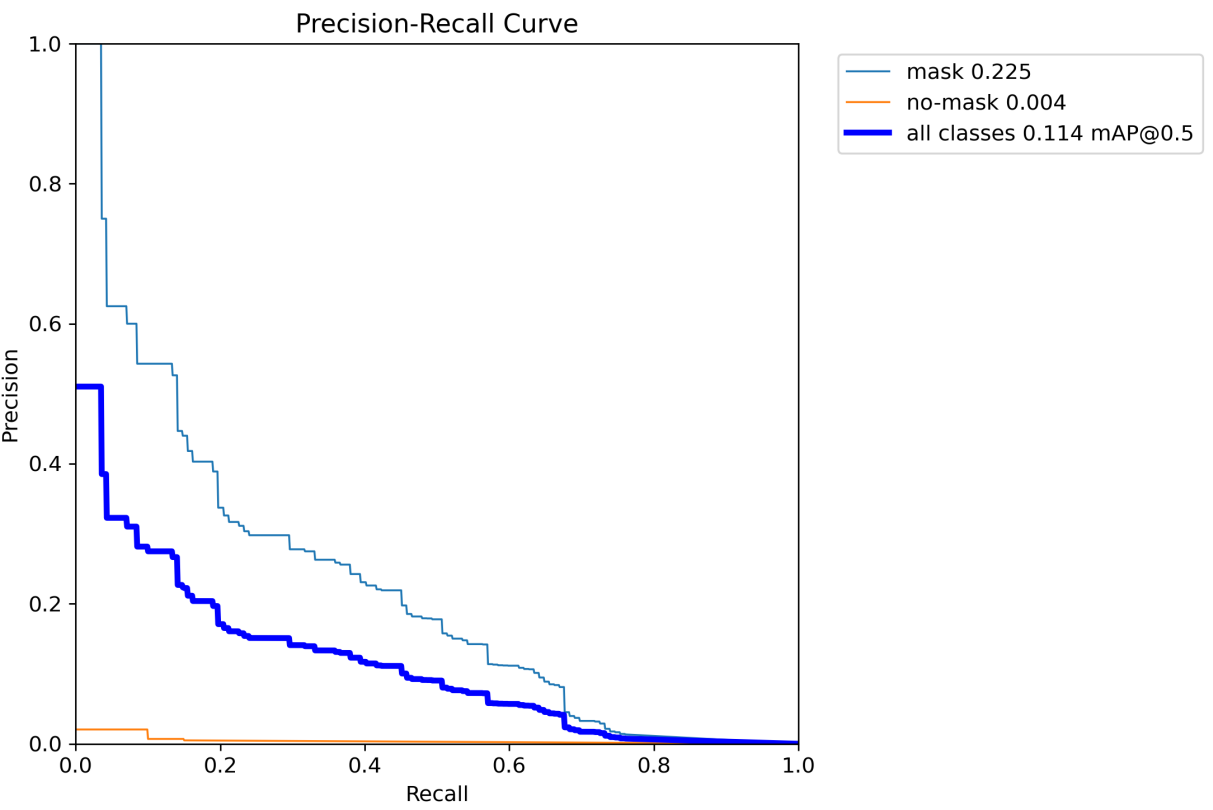 Precision-Recall Curve
mask 0.225
no-mask 0.004
all classes 0.114 mAP@0.5
Precision
1.0
0.8
0.6
0.4
0.2
0.0
0.0 0.2 0.4 0.6 0.8 1.0
Recall